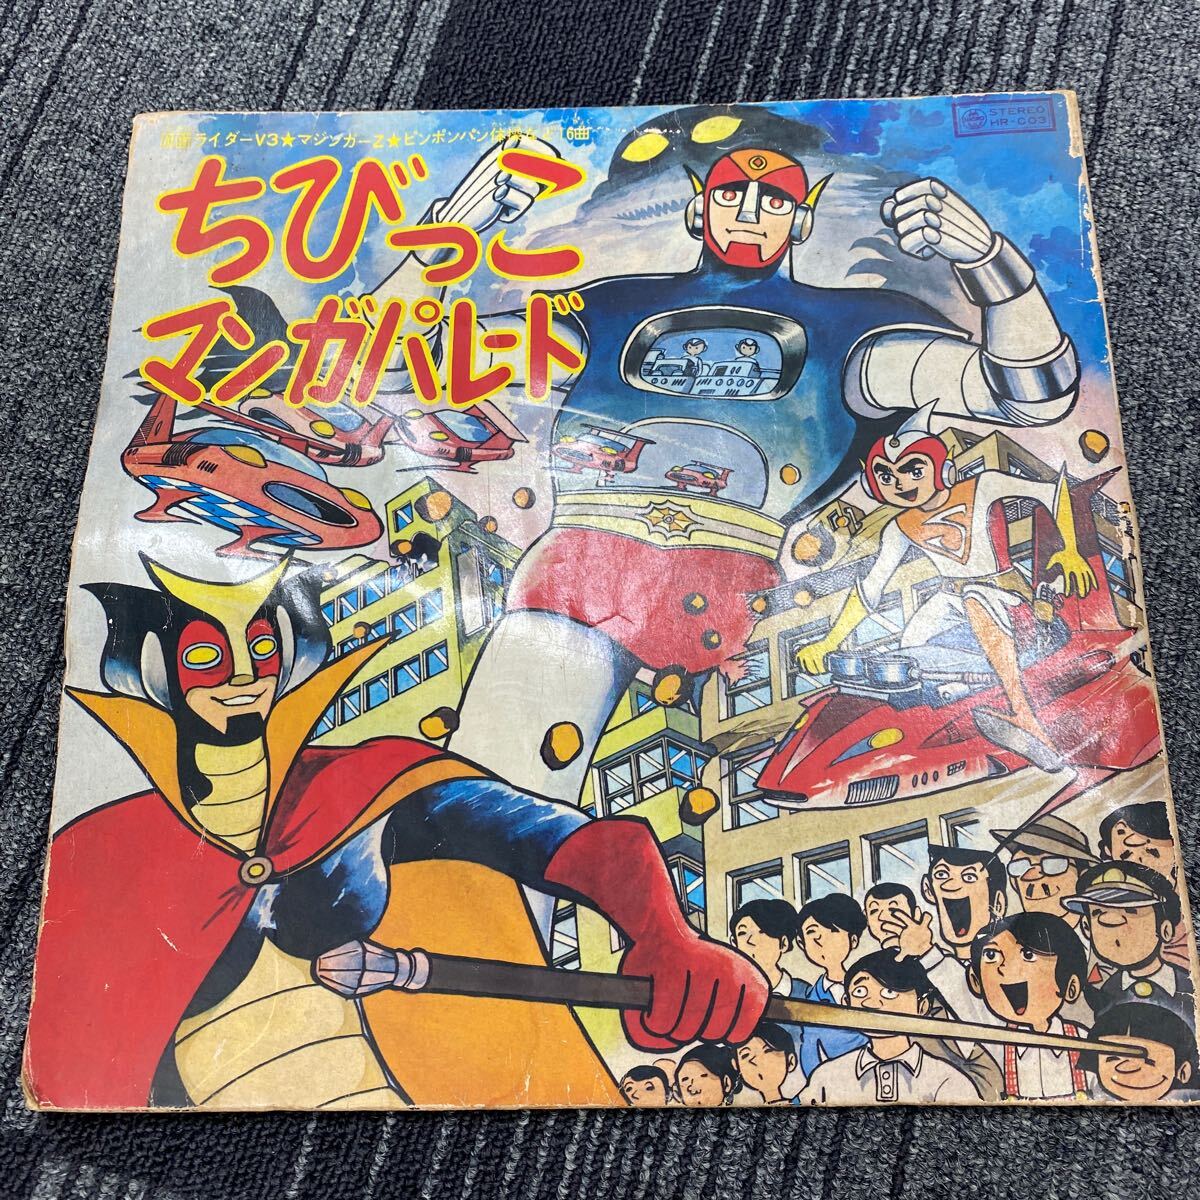 仮面ライダーV3★マジンガーZ★ピンポンパン体操など16曲
ちびっこ
マンガパレード
STEREO
HR-C03
S